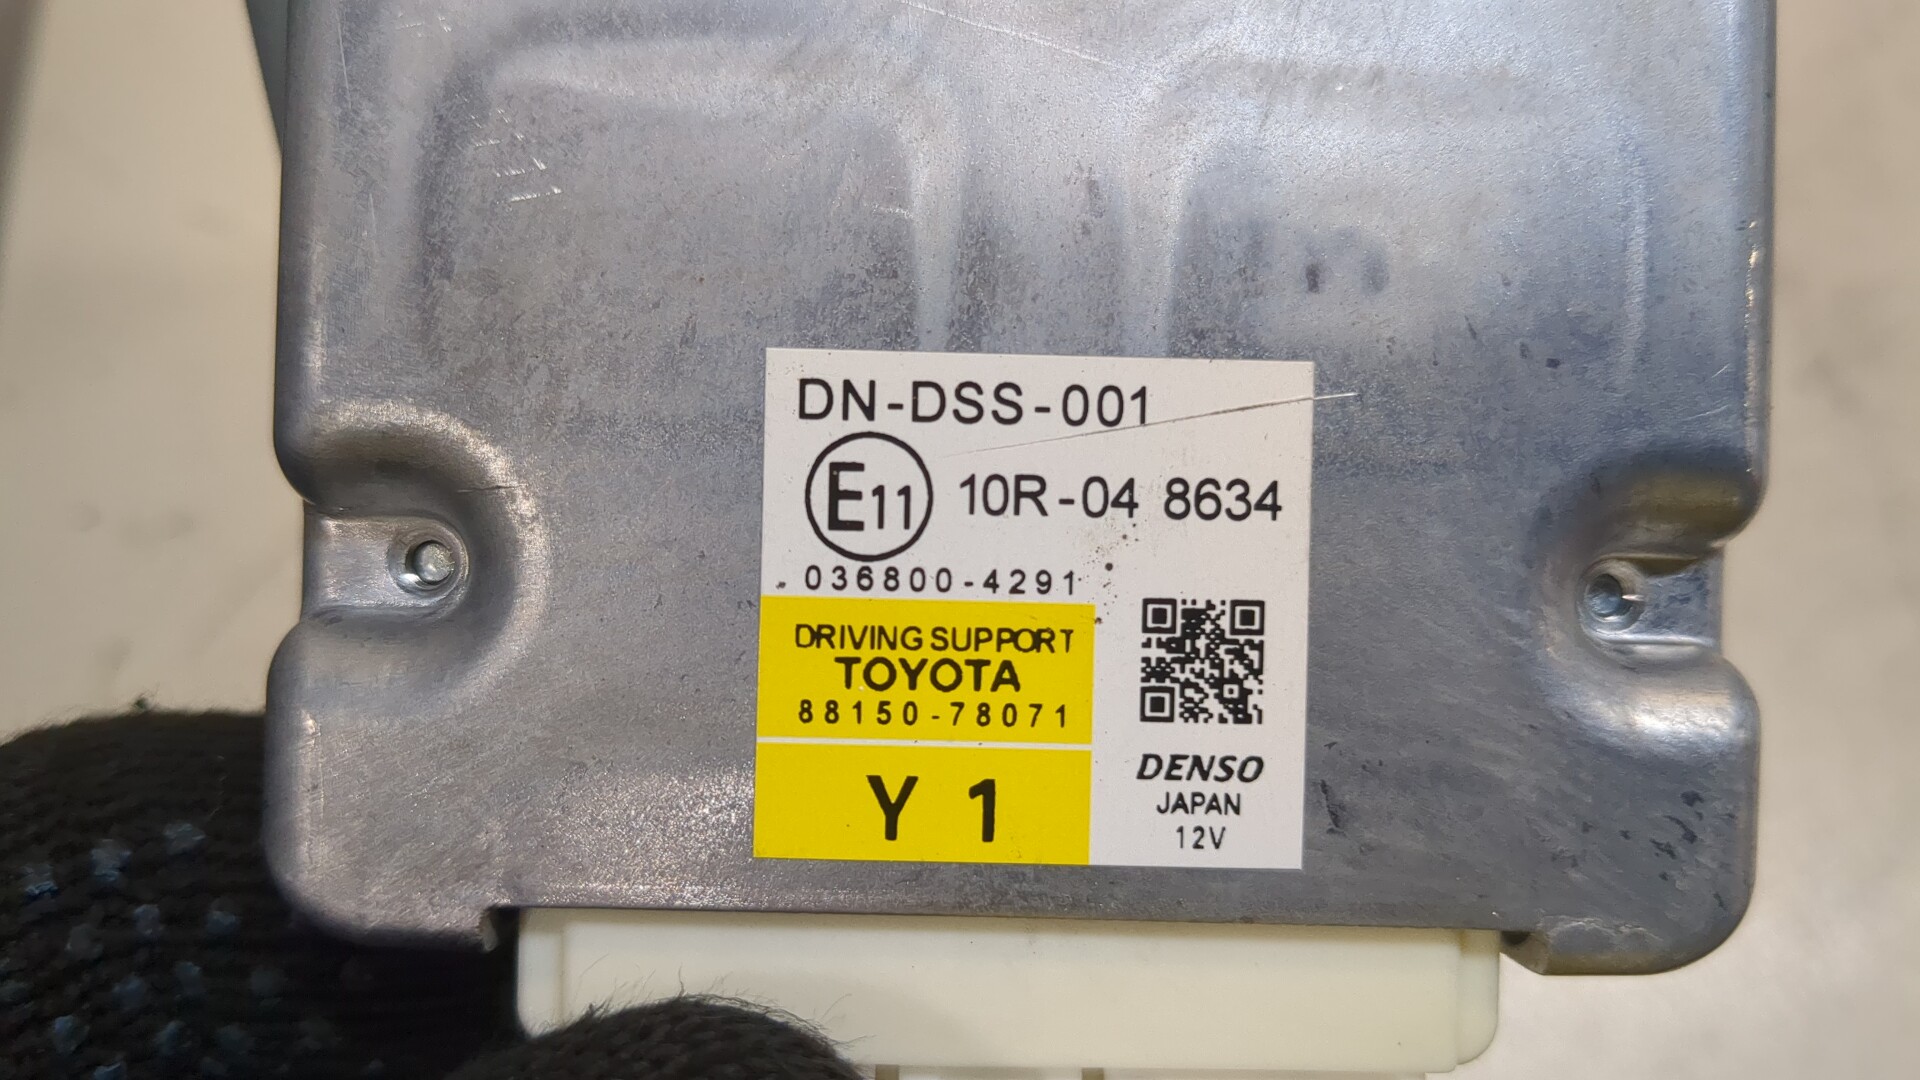 DN-DSS-001
E11 10R-04 8634
036800-4291
DRIVING SUPPORT
TOYOTA
88150-78071
Y 1
DENSO
JAPAN
12V